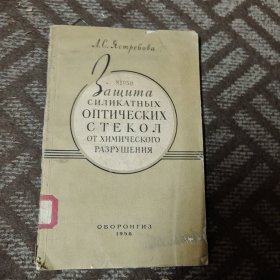 Л.С. Ястребова
Защита
СИЛИКАТНЫХ
ОПТИЧЕСКИХ
СТЕКОЛ
ОТ ХИМИЧЕСКОГО
РАЗРУШЕНИЯ
ОБОРОНГИЗ
1956